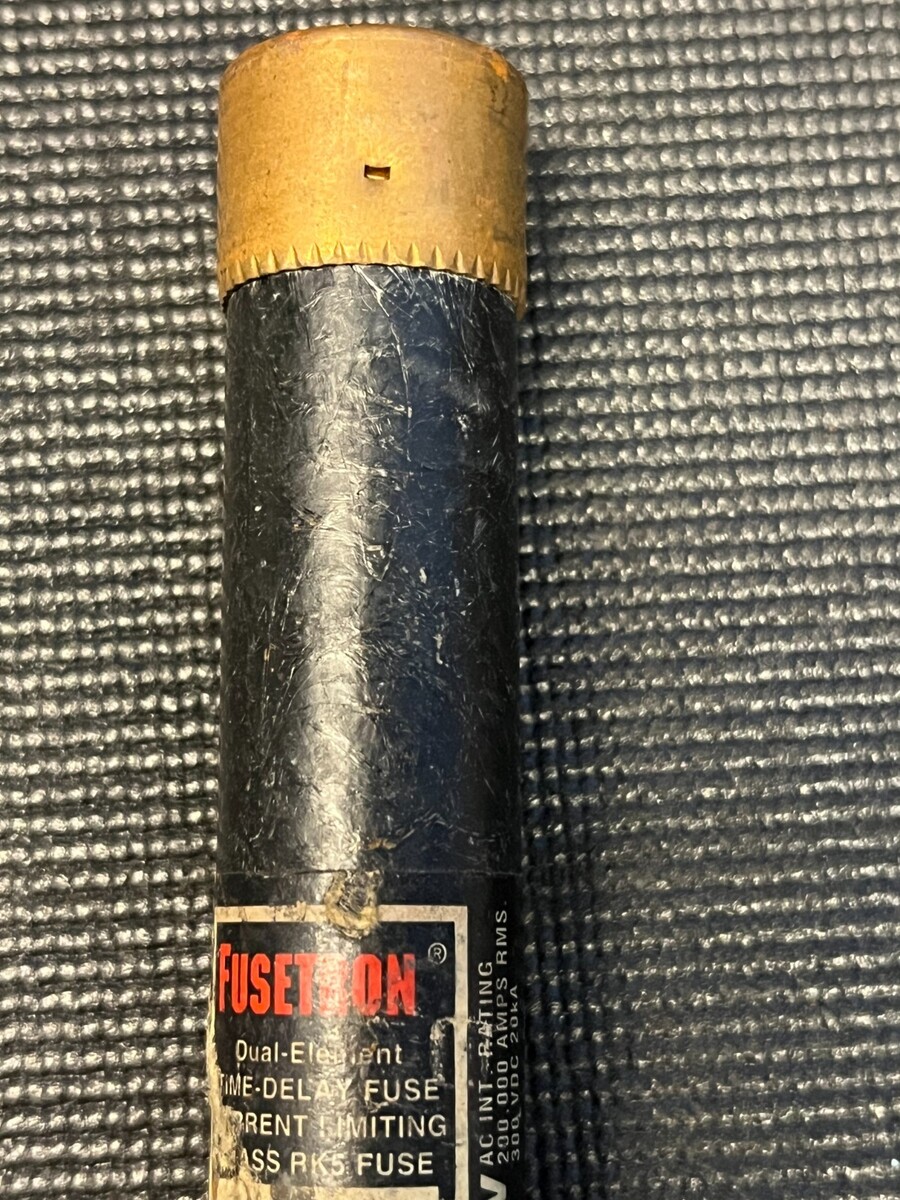 FUSETRON ®
Dual-Element
TIME-DELAY FUSE
CURRENT LIMITING
CLASS RK5 FUSE
AC INT. RATING
200,000 AMPS RMS.
300 VDC 20kA
V